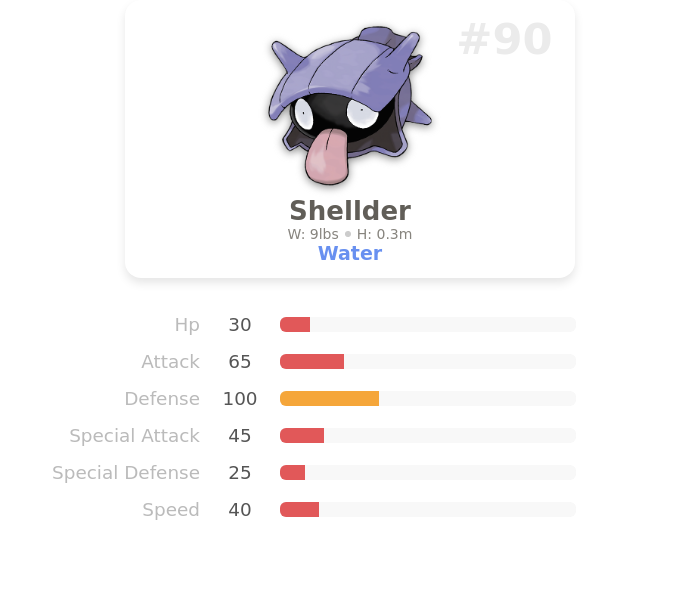 #90
Shellder
W: 9lbs • H: 0.3m
Water
Hp 30
Attack 65
Defense 100
Special Attack 45
Special Defense 25
Speed 40